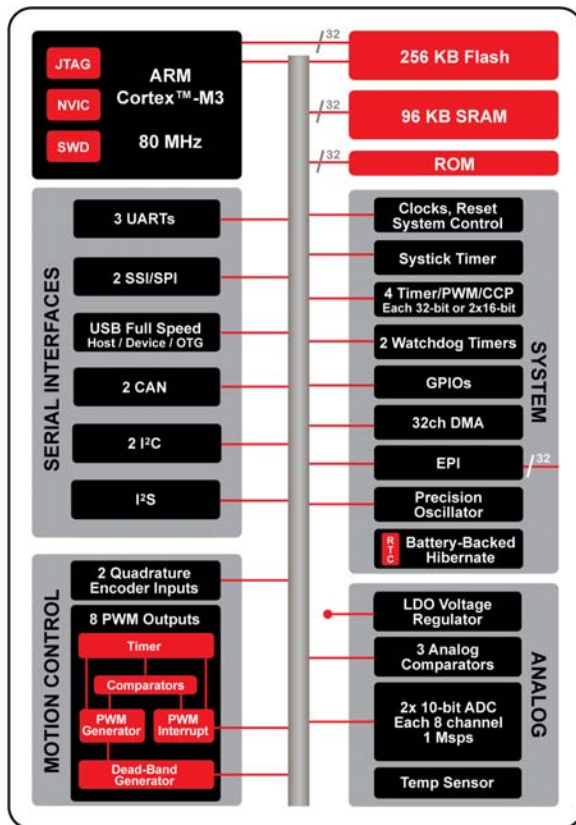 JTAG
NVIC
SWD
ARM
Cortex™-M3
80 MHz
32
256 KB Flash
32
96 KB SRAM
32
ROM
SERIAL INTERFACES
3 UARTs
2 SSI/SPI
USB Full Speed
Host / Device / OTG
2 CAN
2 I²C
I²S
SYSTEM
Clocks, Reset
System Control
Systick Timer
4 Timer/PWM/CCP
Each 32-bit or 2x16-bit
2 Watchdog Timers
GPIOs
32ch DMA
EPI
32
Precision
Oscillator
RTC
Battery-Backed
Hibernate
MOTION CONTROL
2 Quadrature
Encoder Inputs
8 PWM Outputs
Timer
Comparators
PWM
Generator
PWM
Interrupt
Dead-Band
Generator
ANALOG
LDO Voltage
Regulator
3 Analog
Comparators
2x 10-bit ADC
Each 8 channel
1 Msps
Temp Sensor